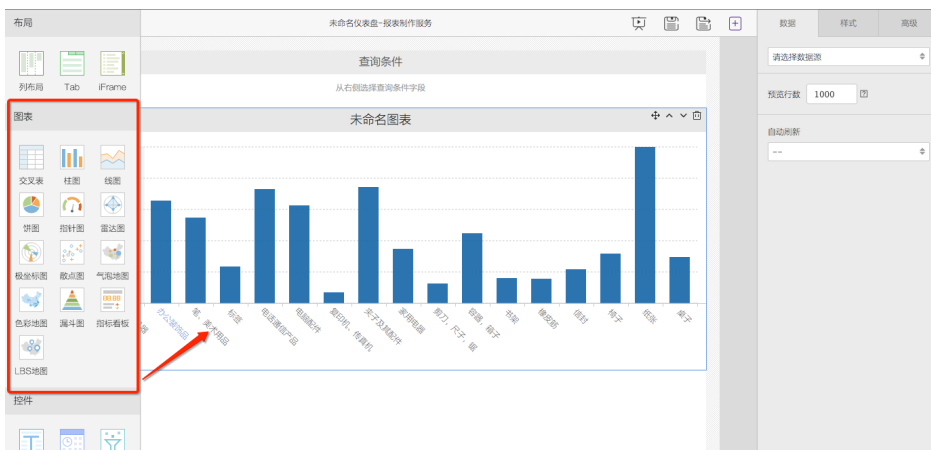 布局
未命名仪表盘-报表制作服务
数据 样式 高级
列布局 Tab iFrame
查询条件
从右侧选择查询条件字段
请选择数据源
预览行数 1000
自动刷新
--
图表
未命名图表
交叉表 柱图 线图
饼图 指针图 雷达图
极坐标图 散点图 气泡地图
色彩地图 漏斗图 指标看板
LBS地图
器 办公装饰品 笔、美术用品 标签 电话通信产品 电脑配件 复印机、传真机 夹子及其配件 家用电器 剪刀、尺子、锯 容器、箱子 书架 橡皮筋 信封 椅子 纸张 桌子
控件